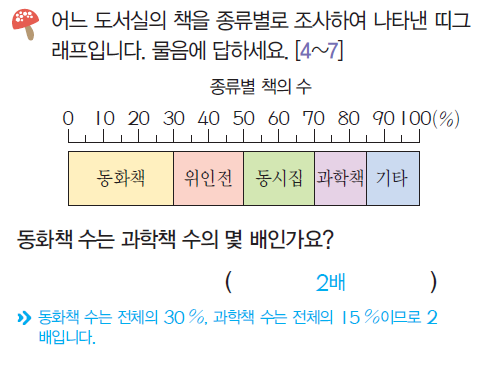 어느 도서실의 책을 종류별로 조사하여 나타낸 띠그
래프입니다. 물음에 답하세요. [4~7]
종류별 책의 수
0 10 20 30 40 50 60 70 80 90 100(%)
동화책 위인전 동시집 과학책 기타
동화책 수는 과학책 수의 몇 배인가요?
( 2배 )
동화책 수는 전체의 30%, 과학책 수는 전체의 15%이므로 2
배입니다.